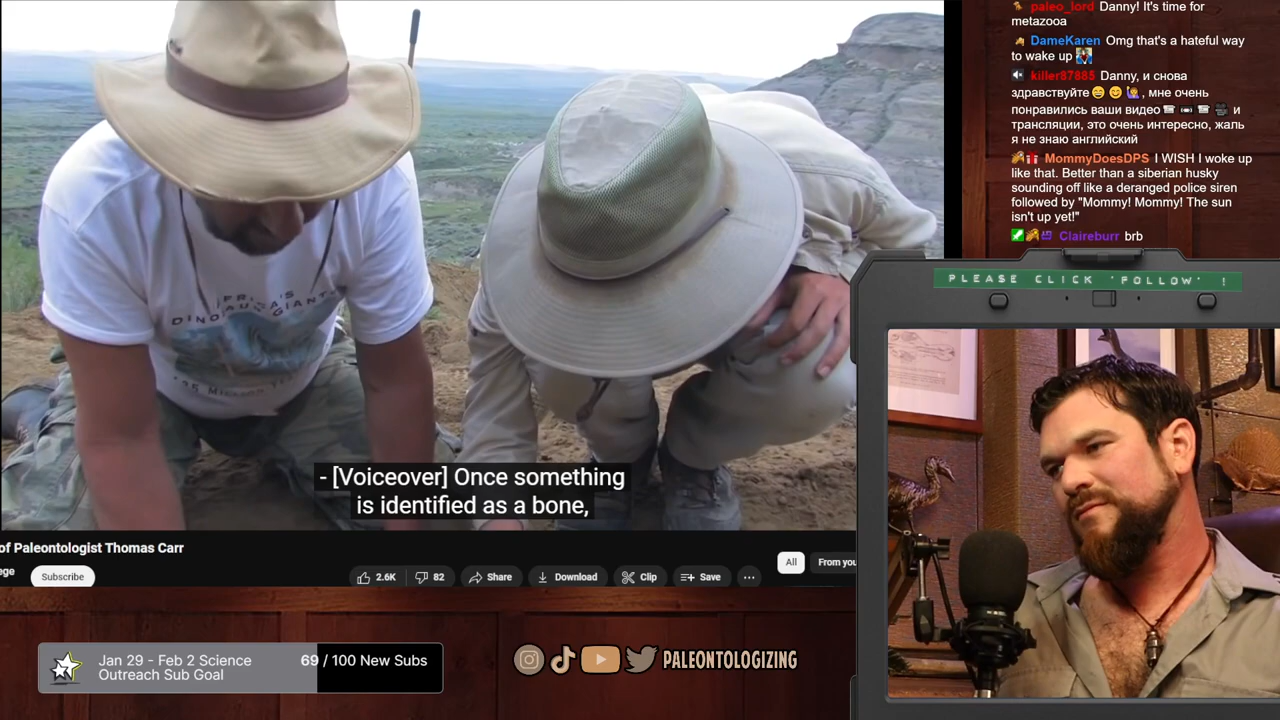 paleo_lord Danny! It's time for
metazooa
DameKaren Omg that's a hateful way
to wake up
killer87885 Danny, и снова
здравствуйте, мне очень
понравились ваши видео и
трансляции, это очень интересно, жаль
я не знаю английский
MommyDoesDPS I WISH I woke up
like that. Better than a siberian husky
sounding off like a deranged police siren
followed by "Mommy! Mommy! The sun
isn't up yet!"
Claireburr brb
PLEASE CLICK 'FOLLOW' !
AFRICA'S
DINOSAUR GIANTS
- [Voiceover] Once something
is identified as a bone,
of Paleontologist Thomas Carr
ege
Subscribe
2.6K
82
Share
Download
Clip
Save
All
From you
Jan 29 - Feb 2 Science
Outreach Sub Goal
69 / 100 New Subs
PALEONTOLOGIZING